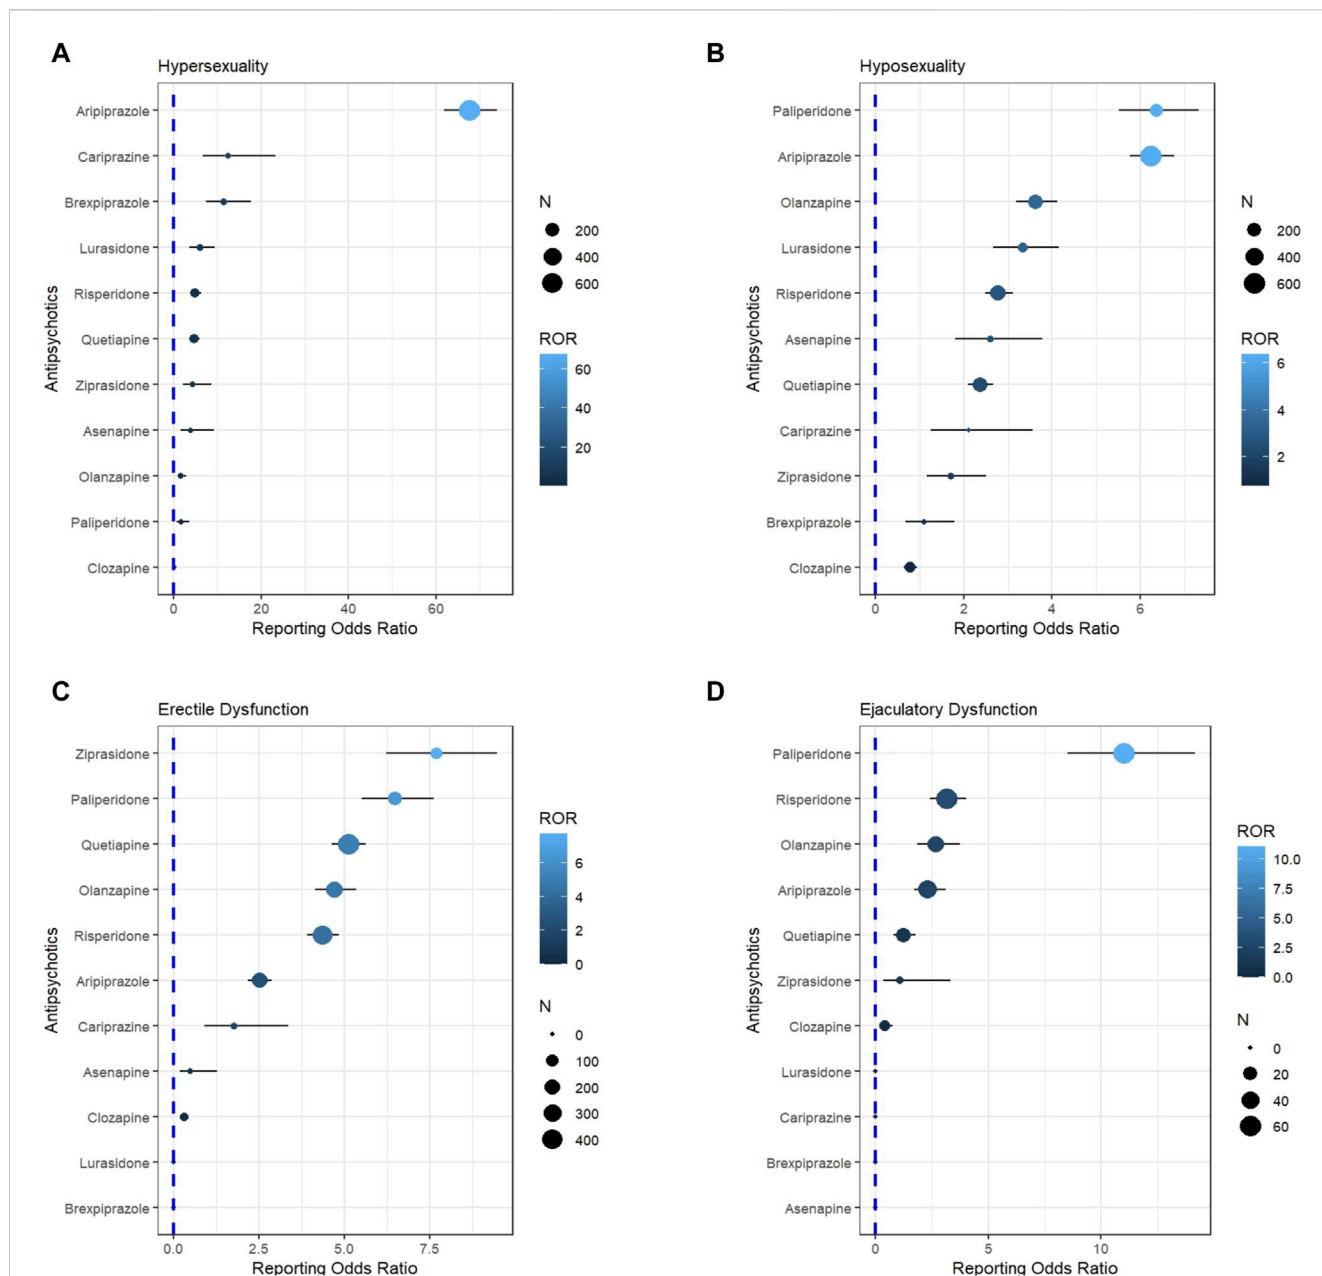 A
Hypersexuality
Aripiprazole
Cariprazine
Brexpiprazole
Lurasidone
Risperidone
Quetiapine
Ziprasidone
Asenapine
Olanzapine
Paliperidone
Clozapine
Antipsychotics
0 20 40 60
Reporting Odds Ratio
N
200
400
600
ROR
60
40
20
B
Hyposexuality
Paliperidone
Aripiprazole
Olanzapine
Lurasidone
Risperidone
Asenapine
Quetiapine
Cariprazine
Ziprasidone
Brexpiprazole
Clozapine
Antipsychotics
0 2 4 6
Reporting Odds Ratio
N
200
400
600
ROR
6
4
2
C
Erectile Dysfunction
Ziprasidone
Paliperidone
Quetiapine
Olanzapine
Risperidone
Aripiprazole
Cariprazine
Asenapine
Clozapine
Lurasidone
Brexpiprazole
Antipsychotics
0.0 2.5 5.0 7.5
Reporting Odds Ratio
ROR
6
4
2
0
N
0
100
200
300
400
D
Ejaculatory Dysfunction
Paliperidone
Risperidone
Olanzapine
Aripiprazole
Quetiapine
Ziprasidone
Clozapine
Lurasidone
Cariprazine
Brexpiprazole
Asenapine
Antipsychotics
0 5 10
Reporting Odds Ratio
ROR
10.0
7.5
5.0
2.5
0.0
N
0
20
40
60